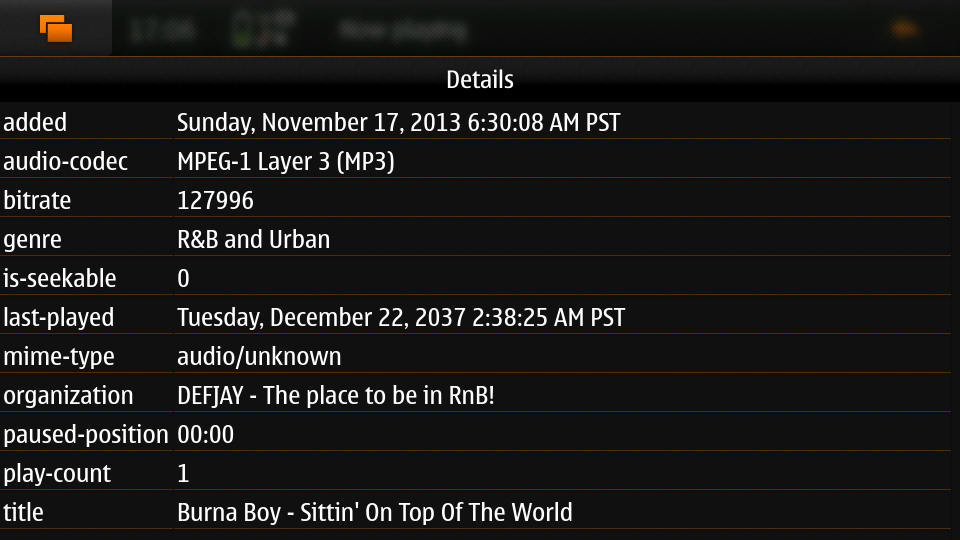 17:06
Now playing
Details
added Sunday, November 17, 2013 6:30:08 AM PST
audio-codec MPEG-1 Layer 3 (MP3)
bitrate 127996
genre R&B and Urban
is-seekable 0
last-played Tuesday, December 22, 2037 2:38:25 AM PST
mime-type audio/unknown
organization DEFJAY - The place to be in RnB!
paused-position 00:00
play-count 1
title Burna Boy - Sittin' On Top Of The World